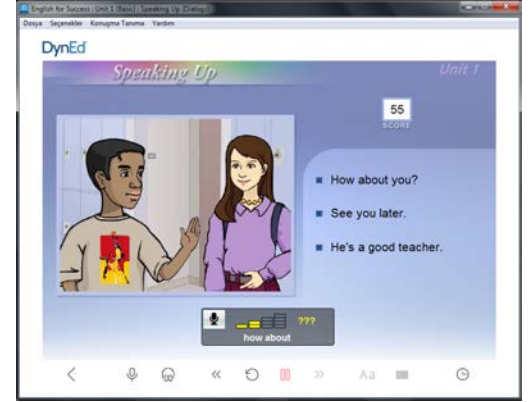 English for Success : Unit 1 (Basic) : Speaking Up (Dialogs)
Dosya Seçenekler Konuşma Tanıma Yardım
DynEd
Speaking Up
Unit 1
55
SCORE
How about you?
See you later.
He's a good teacher.
???
how about
Aa